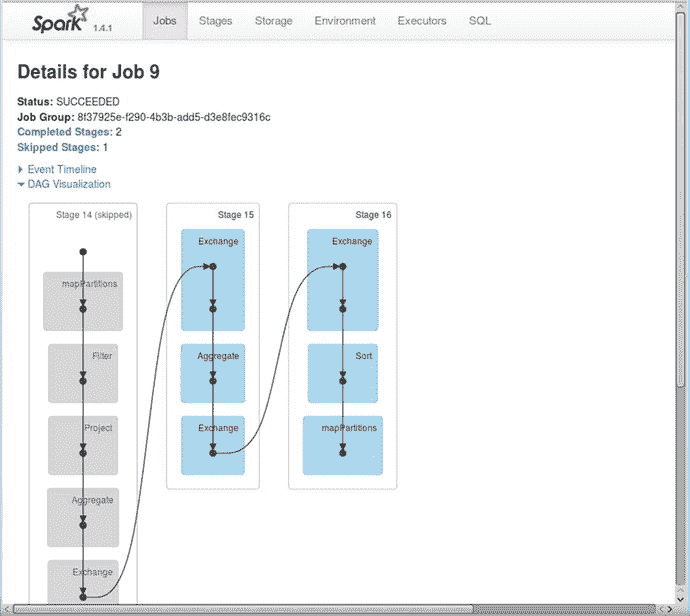 Spark 1.4.1 Jobs Stages Storage Environment Executors SQL
Details for Job 9
Status: SUCCEEDED
Job Group: 8f37925e-f290-4b3b-add5-d3e8fec9316c
Completed Stages: 2
Skipped Stages: 1
Event Timeline
DAG Visualization
Stage 14 (skipped)
mapPartitions
Filter
Project
Aggregate
Exchange
Stage 15
Exchange
Aggregate
Exchange
Stage 16
Exchange
Sort
mapPartitions